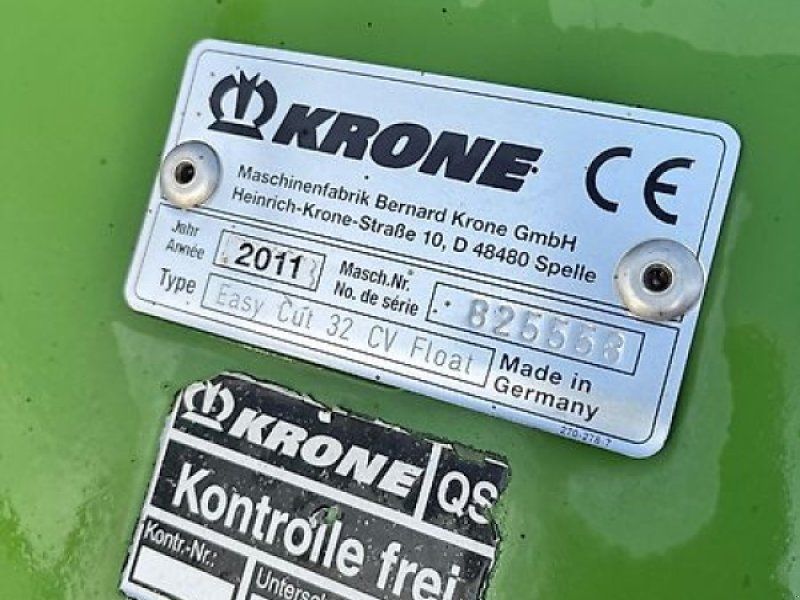 KRONE CE
Maschinenfabrik Bernard Krone GmbH
Heinrich-Krone-Straße 10, D 48480 Spelle
Jahr
Année 2011
Masch.Nr.
No. de série
Type Easy Cut 32 CV Float
Made in
Germany
270-278-7
KRONE QS
Kontrolle frei
Kontr.-Nr.:
Untersch